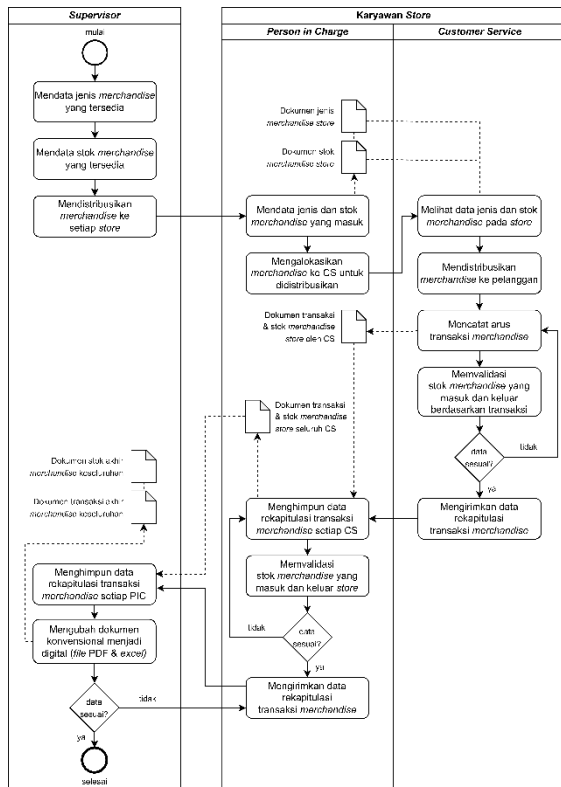 Supervisor
Karyawan Store
Person in Charge
Customer Service
mulai
Mendata jenis merchandise
yang tersedia
Mendata stok merchandise
yang tersedia
Mendistribusikan
merchandise ke
setiap store
Dokumen jenis
merchandise store
Dokumen stok
merchandise store
Mendata jenis dan stok
merchandise yang masuk
Mengalokasikan
merchandise ke CS untuk
didistribusikan
Melihat data jenis dan stok
merchandise pada store
Mendistribusikan
merchandise ke pelanggan
Dokumen transaksi
& stok merchandise
store oleh CS
Mencatat arus
transaksi merchandise
Memvalidasi
stok merchandise yang
masuk dan keluar
berdasarkan transaksi
data
sesuai?
tidak
ya
Mengirimkan data
rekapitulasi
transaksi merchandise
Dokumen transaksi
& stok merchandise
store seluruh CS
Dokumen stok akhir
merchandise keseluruhan
Dokumen transaksi akhir
merchandise keseluruhan
Menghimpun data
rekapitulasi transaksi
merchandise setiap CS
Memvalidasi
stok merchandise yang
masuk dan keluar store
data
sesuai?
tidak
ya
Mengirimkan data
rekapitulasi
transaksi merchandise
Menghimpun data
rekapitulasi transaksi
merchandise setiap PIC
Mengubah dokumen
konvensional menjadi
digital (file PDF & excel)
data
sesuai?
tidak
ya
selesai